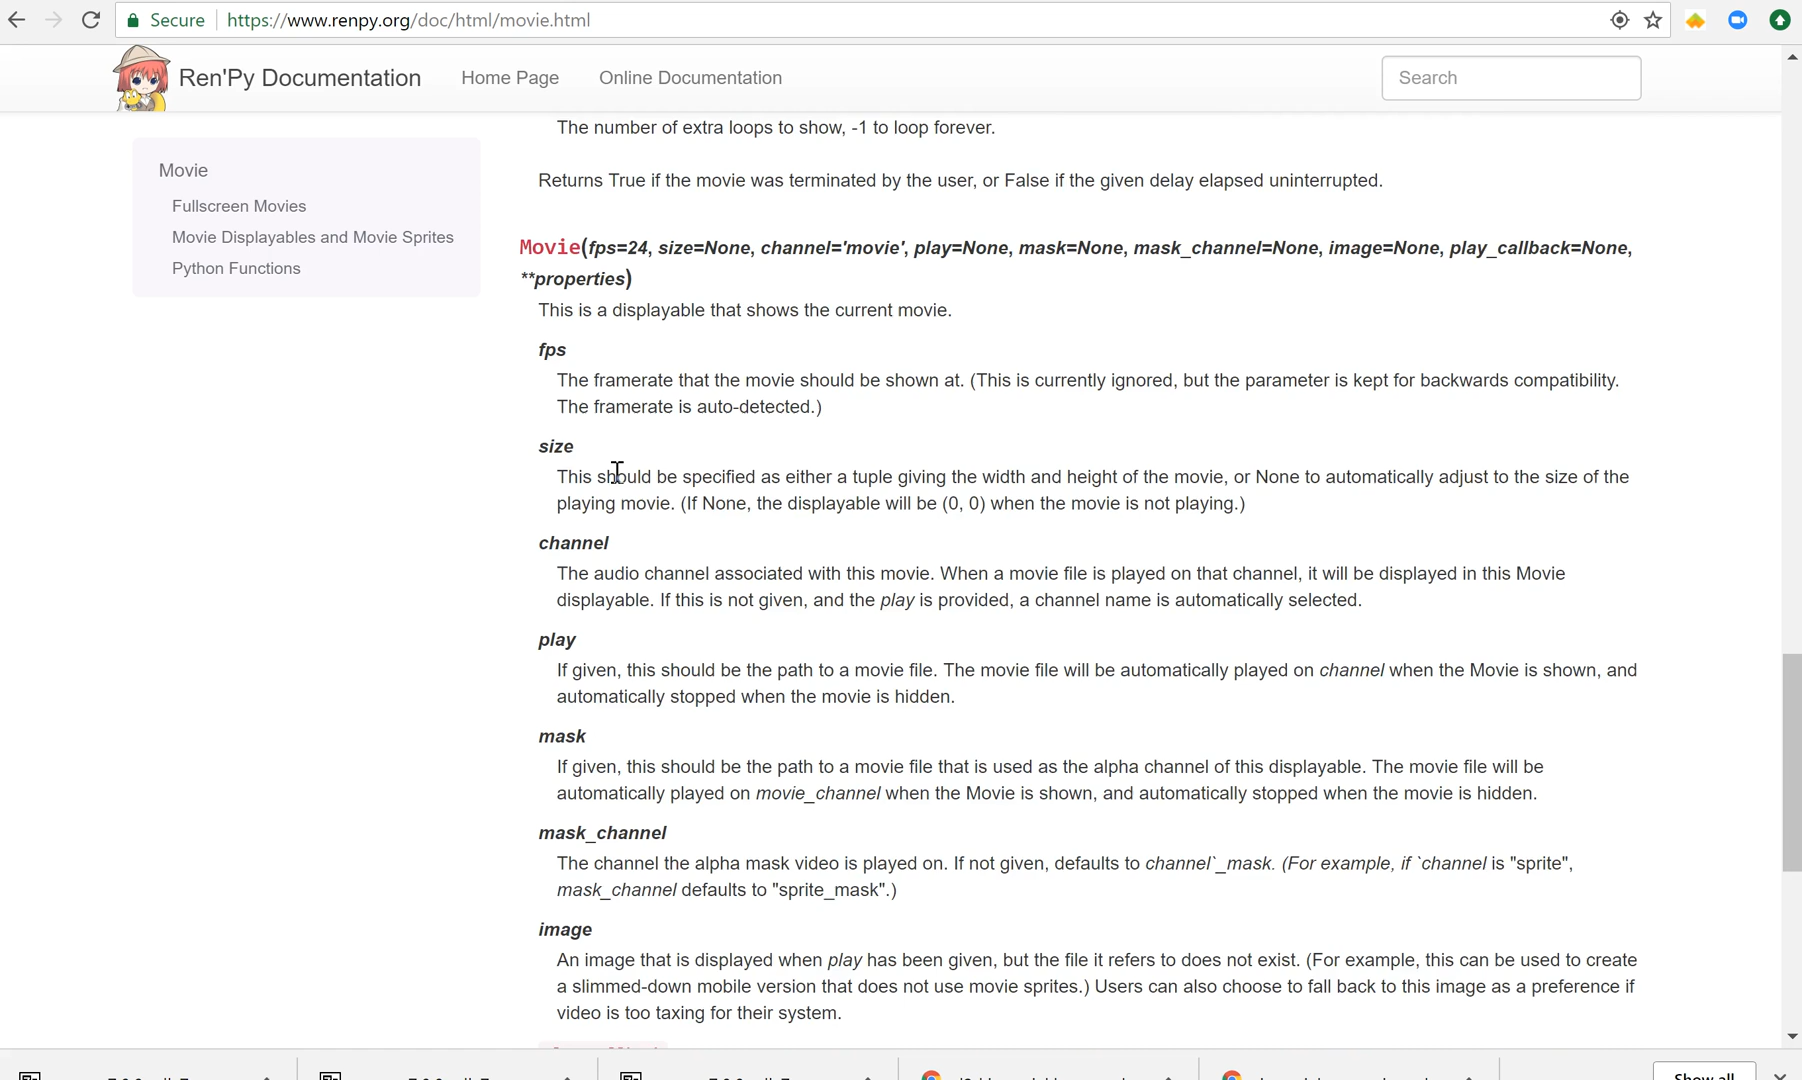 Secure https://www.renpy.org/doc/html/movie.html
Ren'Py Documentation Home Page Online Documentation Search
Movie
Fullscreen Movies
Movie Displayables and Movie Sprites
Python Functions
The number of extra loops to show, -1 to loop forever.
Returns True if the movie was terminated by the user, or False if the given delay elapsed uninterrupted.
Movie(fps=24, size=None, channel='movie', play=None, mask=None, mask_channel=None, image=None, play_callback=None,
**properties)
This is a displayable that shows the current movie.
fps
The framerate that the movie should be shown at. (This is currently ignored, but the parameter is kept for backwards compatibility.
The framerate is auto-detected.)
size
This should be specified as either a tuple giving the width and height of the movie, or None to automatically adjust to the size of the
playing movie. (If None, the displayable will be (0, 0) when the movie is not playing.)
channel
The audio channel associated with this movie. When a movie file is played on that channel, it will be displayed in this Movie
displayable. If this is not given, and the play is provided, a channel name is automatically selected.
play
If given, this should be the path to a movie file. The movie file will be automatically played on channel when the Movie is shown, and
automatically stopped when the movie is hidden.
mask
If given, this should be the path to a movie file that is used as the alpha channel of this displayable. The movie file will be
automatically played on movie_channel when the Movie is shown, and automatically stopped when the movie is hidden.
mask_channel
The channel the alpha mask video is played on. If not given, defaults to channel`_mask. (For example, if `channel is "sprite",
mask_channel defaults to "sprite_mask".)
image
An image that is displayed when play has been given, but the file it refers to does not exist. (For example, this can be used to create
a slimmed-down mobile version that does not use movie sprites.) Users can also choose to fall back to this image as a preference if
video is too taxing for their system.
Show all